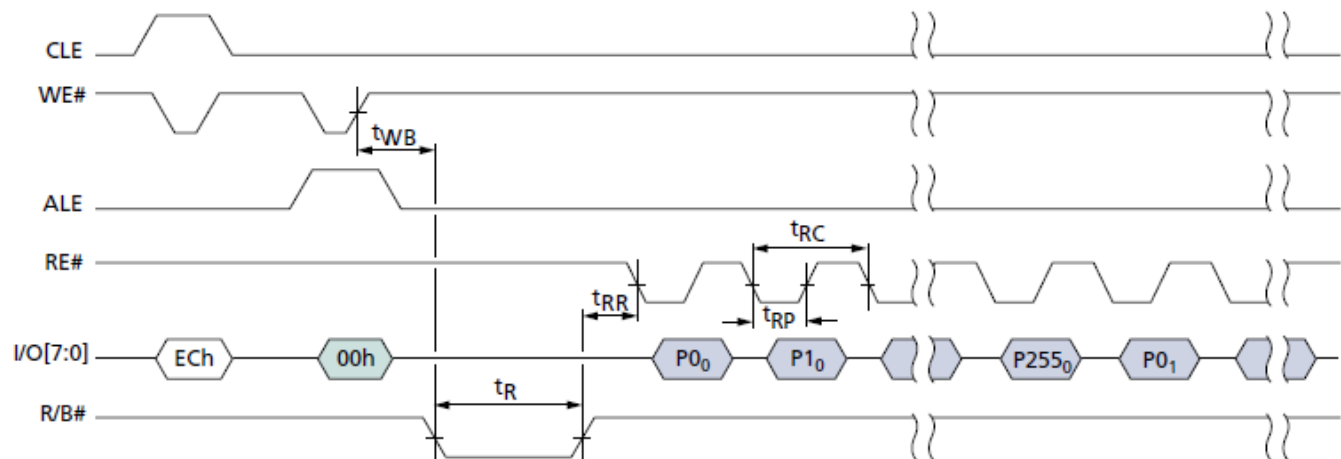 CLE
WE#
tWB
ALE
tRC
RE#
tRR
tRP
I/O[7:0] ECh 00h P0₀ P1₀ P255₀ P0₁
tR
R/B#